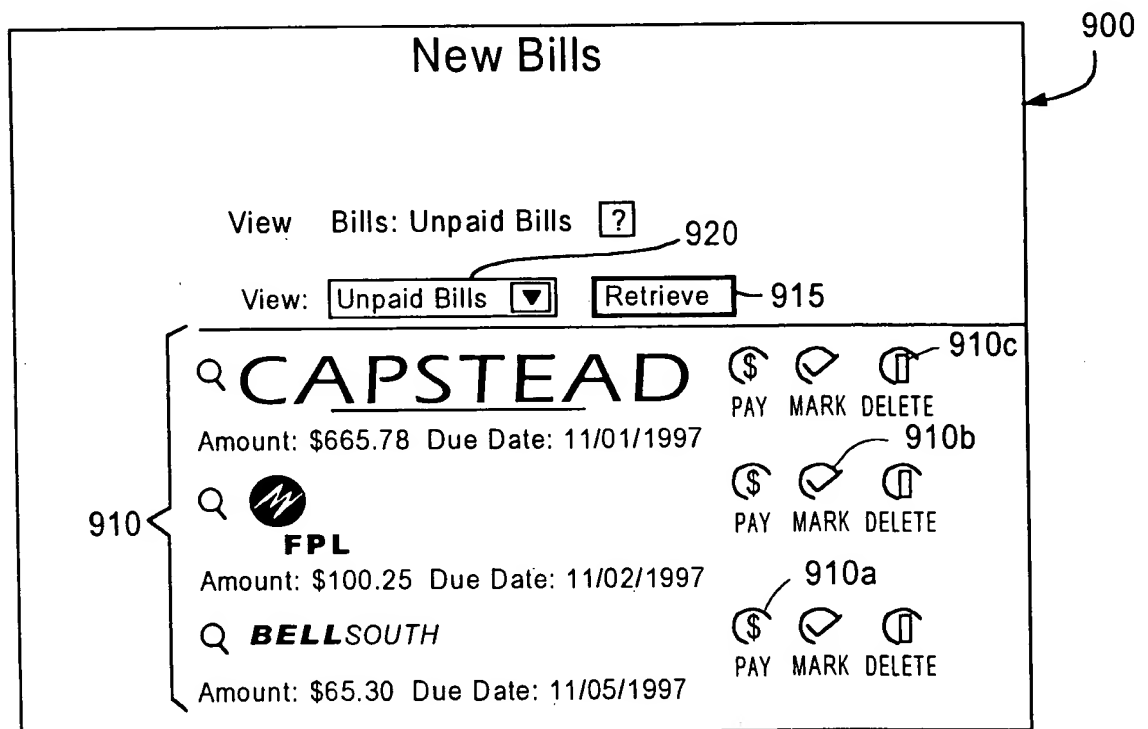 New Bills
900
View Bills: Unpaid Bills ?
920
View: Unpaid Bills Retrieve 915
CAPSTEAD $ 910c
PAY MARK DELETE
Amount: $665.78 Due Date: 11/01/1997 910b
$
910 PAY MARK DELETE
FPL
Amount: $100.25 Due Date: 11/02/1997 910a
BELLSOUTH $
PAY MARK DELETE
Amount: $65.30 Due Date: 11/05/1997